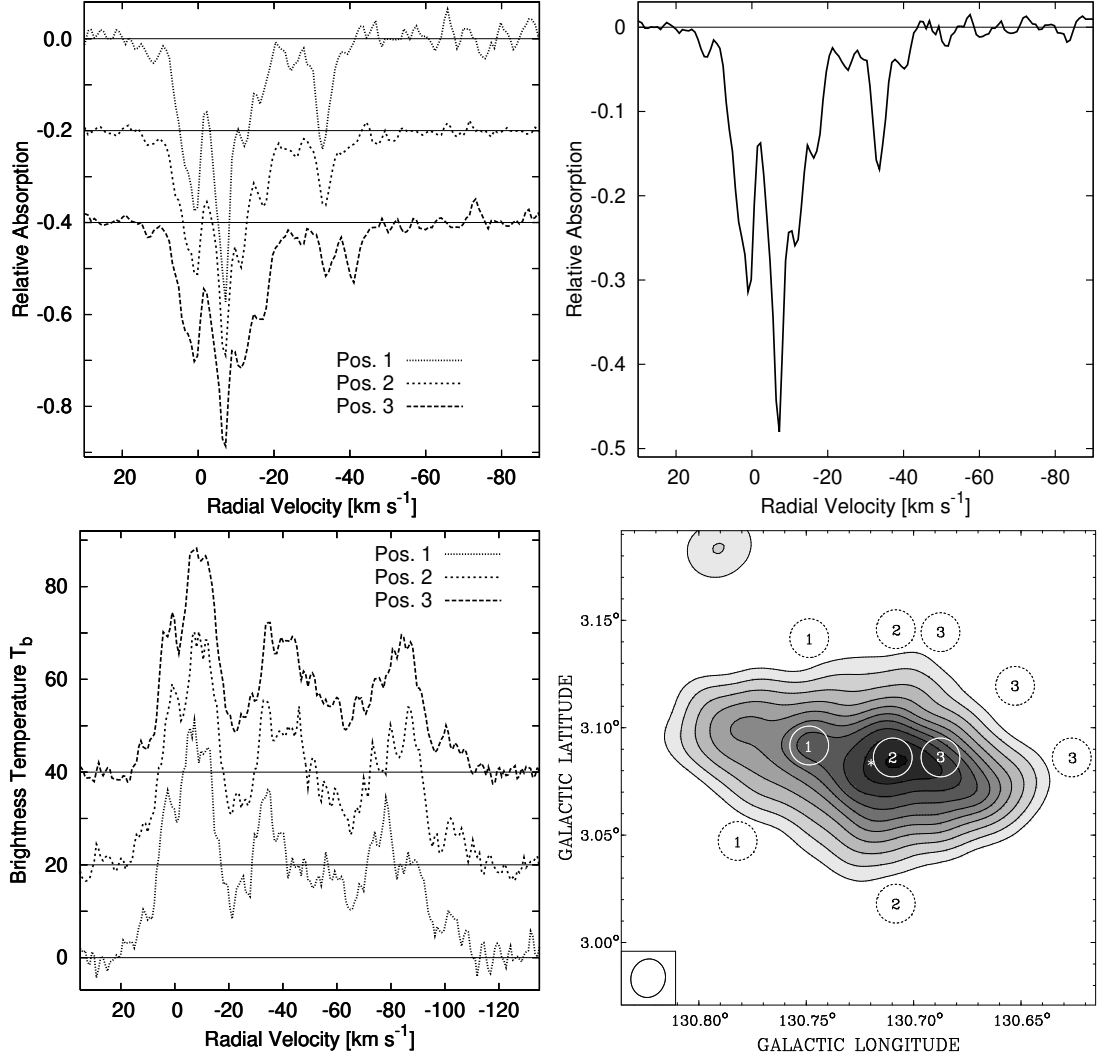 0.0
-0.2
-0.4
-0.6
-0.8
Relative Absorption
Pos. 1
Pos. 2
Pos. 3
20 0 -20 -40 -60 -80
Radial Velocity [km s-1]
0
-0.1
-0.2
-0.3
-0.4
-0.5
Relative Absorption
20 0 -20 -40 -60 -80
Radial Velocity [km s-1]
80
60
40
20
0
Brightness Temperature Tb
Pos. 1
Pos. 2
Pos. 3
20 0 -20 -40 -60 -80 -100 -120
Radial Velocity [km s-1]
3.15°
3.10°
3.05°
3.00°
GALACTIC LATITUDE
1 2 3
3
1 * 2 3 3
1
2
130.80° 130.75° 130.70° 130.65°
GALACTIC LONGITUDE